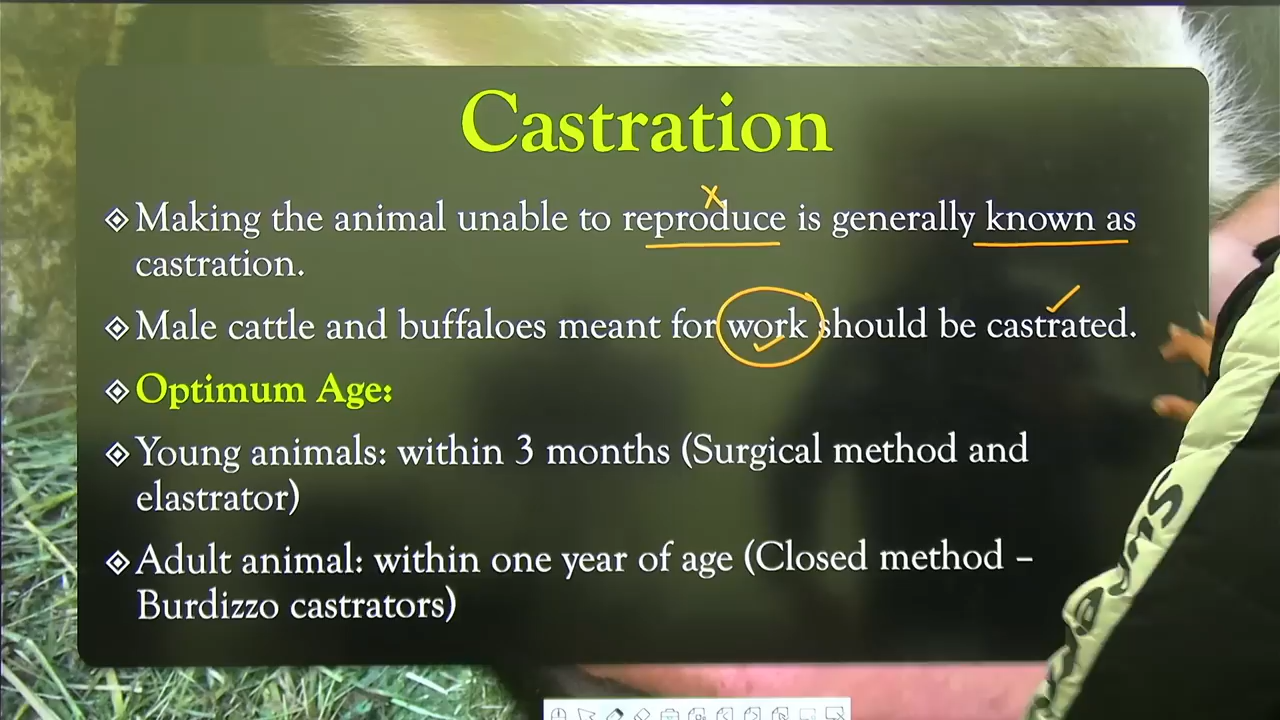 Castration
Making the animal unable to reproduce is generally known as
castration.
Male cattle and buffaloes meant for work should be castrated.
Optimum Age:
Young animals: within 3 months (Surgical method and
elastrator)
Adult animal: within one year of age (Closed method –
Burdizzo castrators)